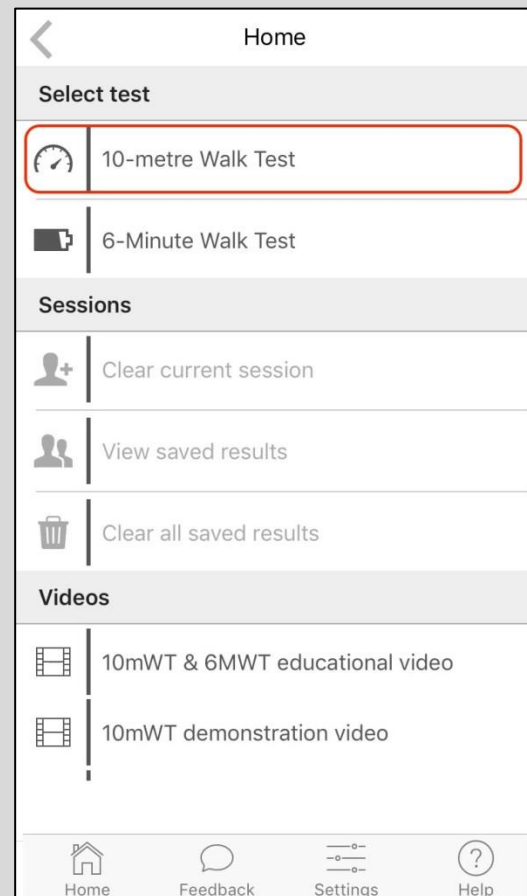 Home
Select test
10-metre Walk Test
6-Minute Walk Test
Sessions
Clear current session
View saved results
Clear all saved results
Videos
10mWT & 6MWT educational video
10mWT demonstration video
Home Feedback Settings Help